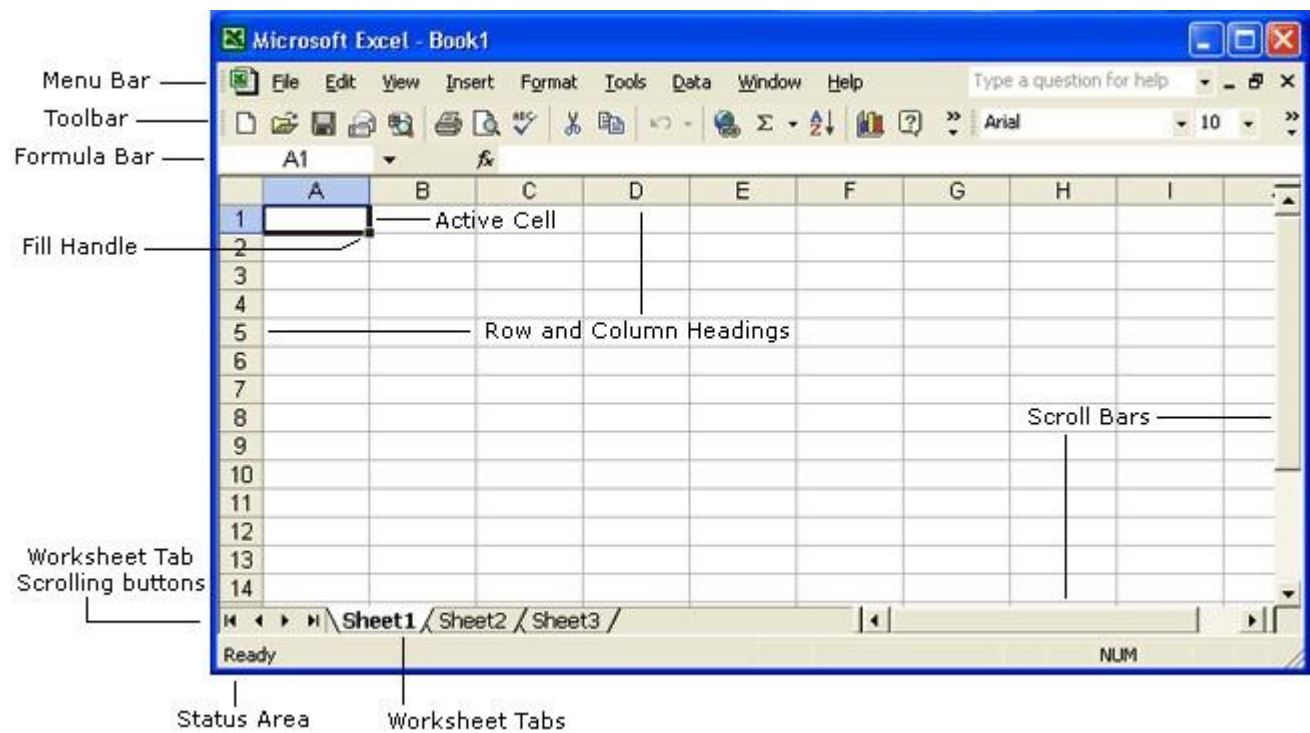 Microsoft Excel - Book1
Menu Bar
File Edit View Insert Format Tools Data Window Help Type a question for help
Toolbar
ABC Σ A Z ? Arial 10
Formula Bar
A1 fx
A B C D E F G H I
1 Active Cell
Fill Handle
2
3
4
5 Row and Column Headings
6
7
8 Scroll Bars
9
10
11
12
Worksheet Tab
13
Scrolling buttons
14
Sheet1 Sheet2 Sheet3
Ready NUM
Status Area Worksheet Tabs